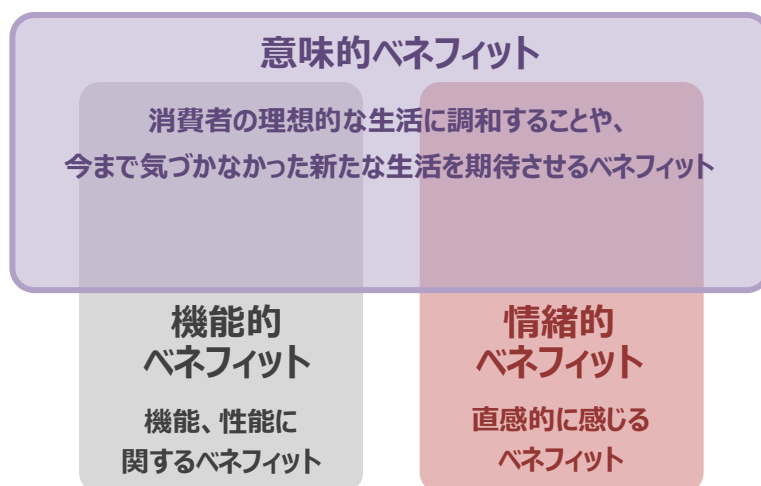 意味的ベネフィット
消費者の理想的な生活に調和することや、
今まで気づかなかった新たな生活を期待させるベネフィット
機能的
ベネフィット
機能、性能に
関するベネフィット
情緒的
ベネフィット
直感的に感じる
ベネフィット